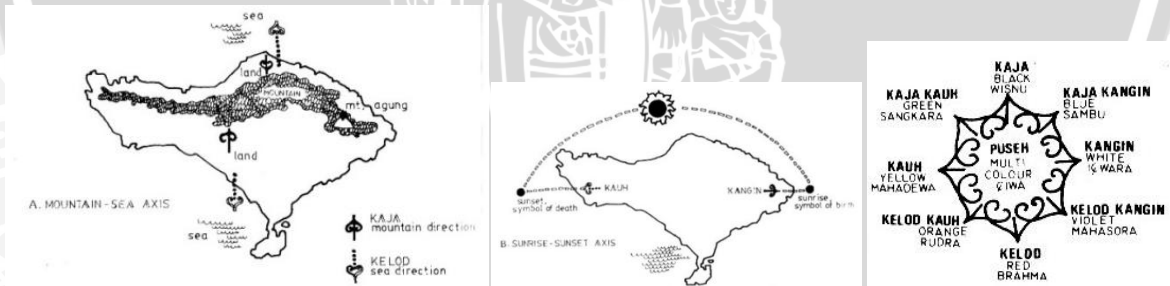 sea
land
MOUNTAIN
mt. agung
land
A. MOUNTAIN-SEA AXIS
sea
KAJA
mountain direction
KELOD
sea direction
KAUH
KANGIN
sunset,
symbol of death
sunrise,
symbol of birth
B. SUNRISE-SUNSET AXIS
KAJA
BLACK
WISNU
KAJA KAUH
GREEN
SANGKARA
KAJA KANGIN
BLUE
SAMBU
PUSEH
MULTI
COLOUR
ÇIWA
KAUH
YELLOW
MAHADEWA
KANGIN
WHITE
IÇWARA
KELOD KAUH
ORANGE
RUDRA
KELOD KANGIN
VIOLET
MAHASORA
KELOD
RED
BRAHMA